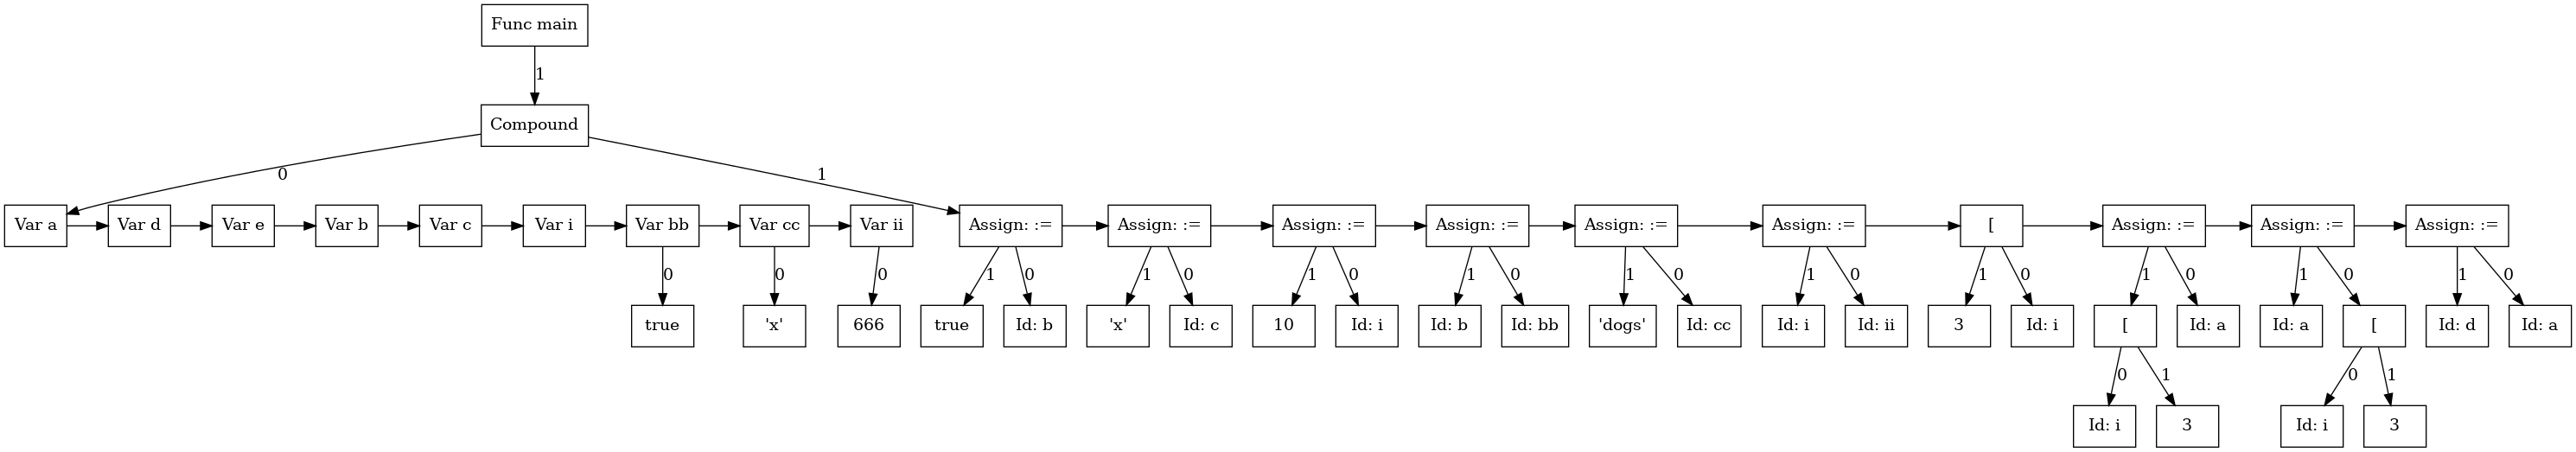 Func main
1
Compound
0
1
Var a
Var d
Var e
Var b
Var c
Var i
Var bb
Var cc
Var ii
Assign: :=
Assign: :=
Assign: :=
Assign: :=
Assign: :=
Assign: :=
[
Assign: :=
Assign: :=
Assign: :=
0
0
0
1
0
1
0
1
0
1
0
1
0
1
0
1
0
1
0
1
0
1
0
true
'x'
666
true
Id: b
'x'
Id: c
10
Id: i
Id: b
Id: bb
'dogs'
Id: cc
Id: i
Id: ii
3
Id: i
[
Id: a
Id: a
[
Id: d
Id: a
0
1
0
1
Id: i
3
Id: i
3